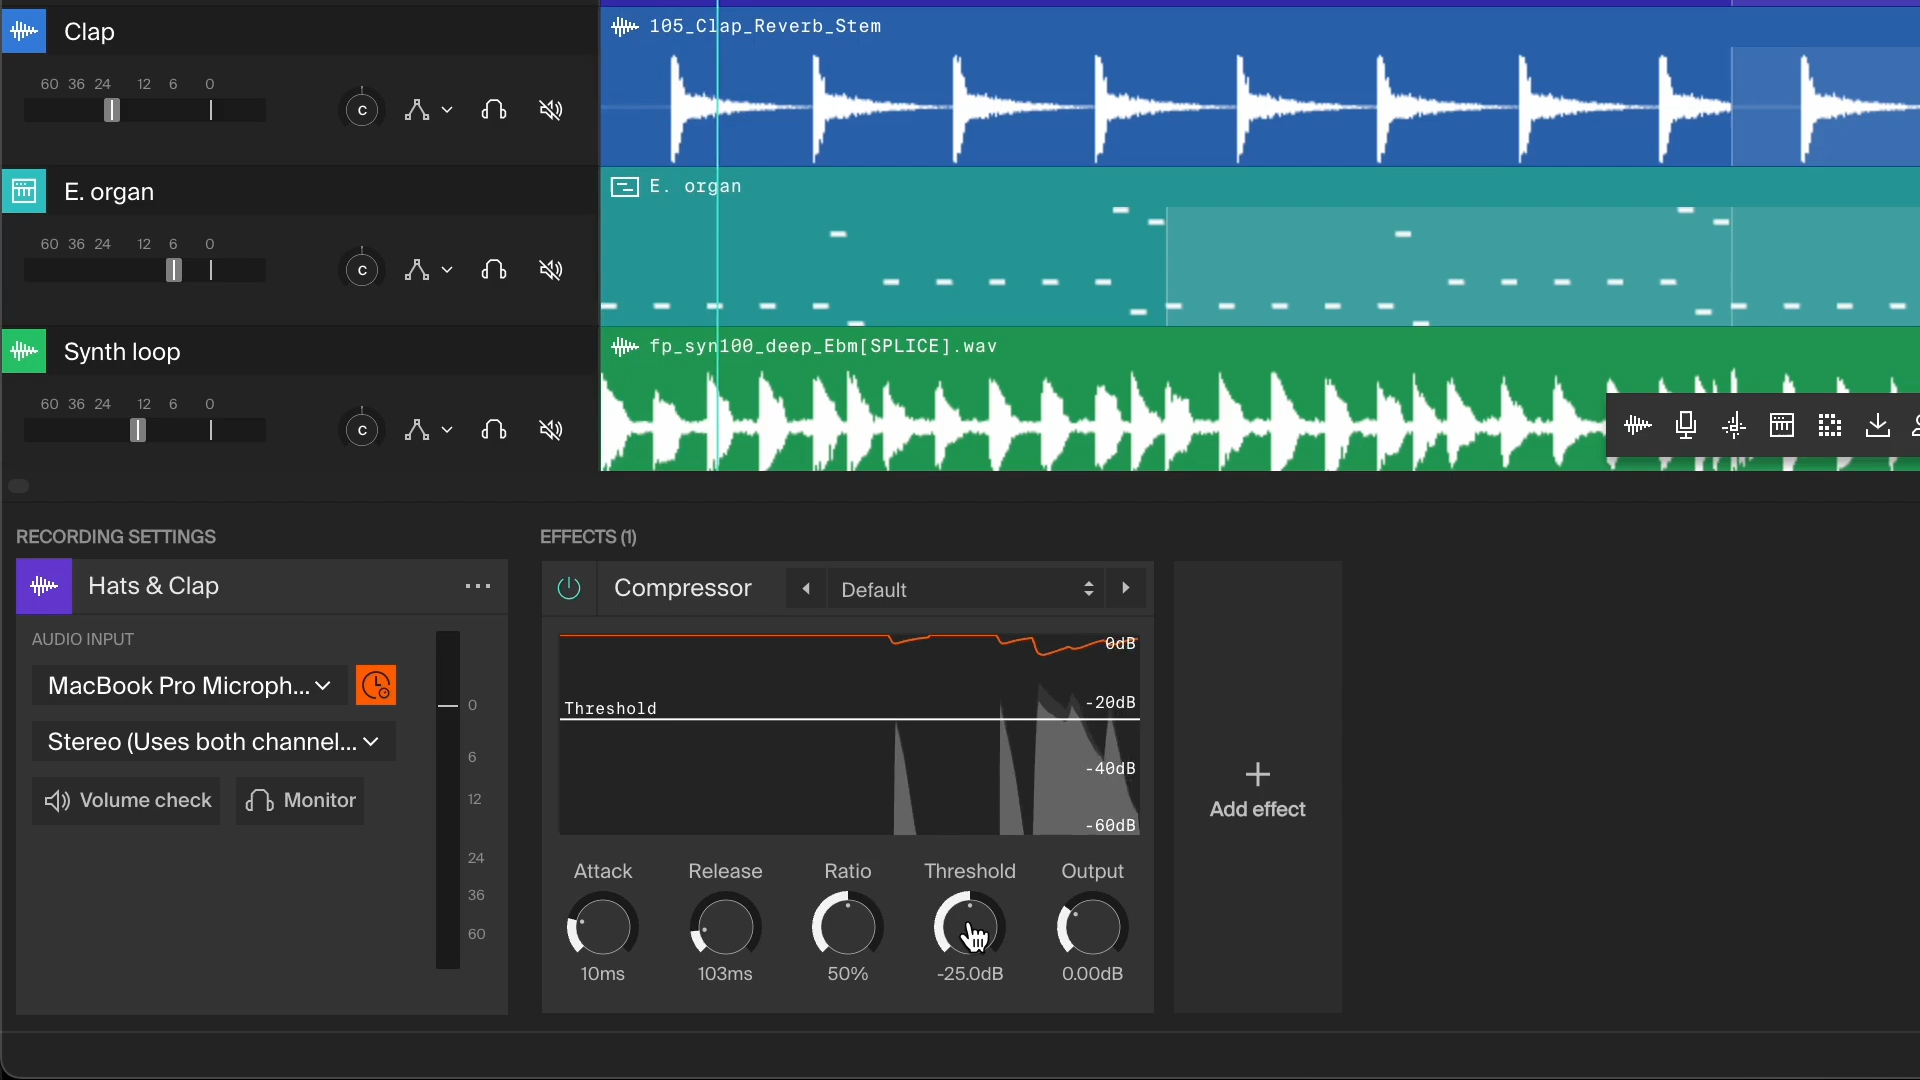 Clap
60 36 24 12 6 0
C
105_Clap_Reverb_Stem
E. organ
60 36 24 12 6 0
C
E. organ
Synth loop
60 36 24 12 6 0
C
fp_syn100_deep_Ebm[SPLICE].wav
RECORDING SETTINGS
Hats & Clap
AUDIO INPUT
MacBook Pro Microph...
Stereo (Uses both channel...
Volume check
Monitor
0
6
12
24
36
60
EFFECTS (1)
Compressor
Default
0dB
-20dB
Threshold
-40dB
-60dB
Attack Release Ratio Threshold Output
10ms 103ms 50% -25.0dB 0.00dB
Add effect